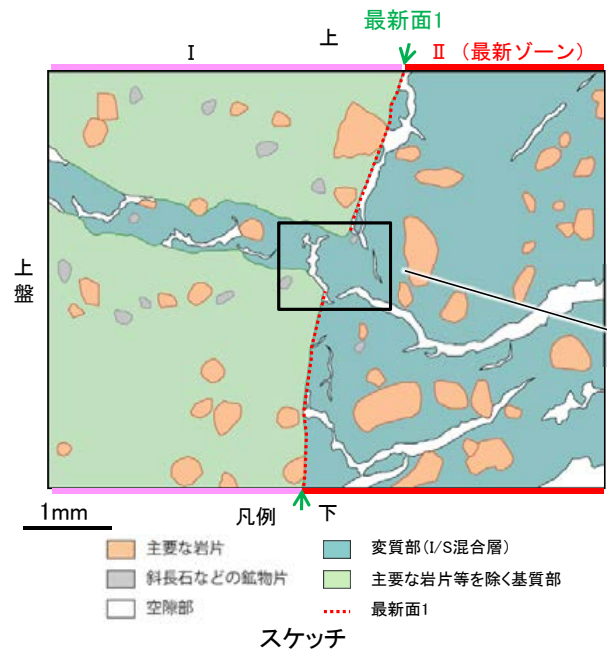 最新面1
Ⅰ
上
Ⅱ （最新ゾーン）
上盤
1mm
凡例
下
主要な岩片
変質部(I/S混合層)
斜長石などの鉱物片
主要な岩片等を除く基質部
空隙部
最新面1
スケッチ